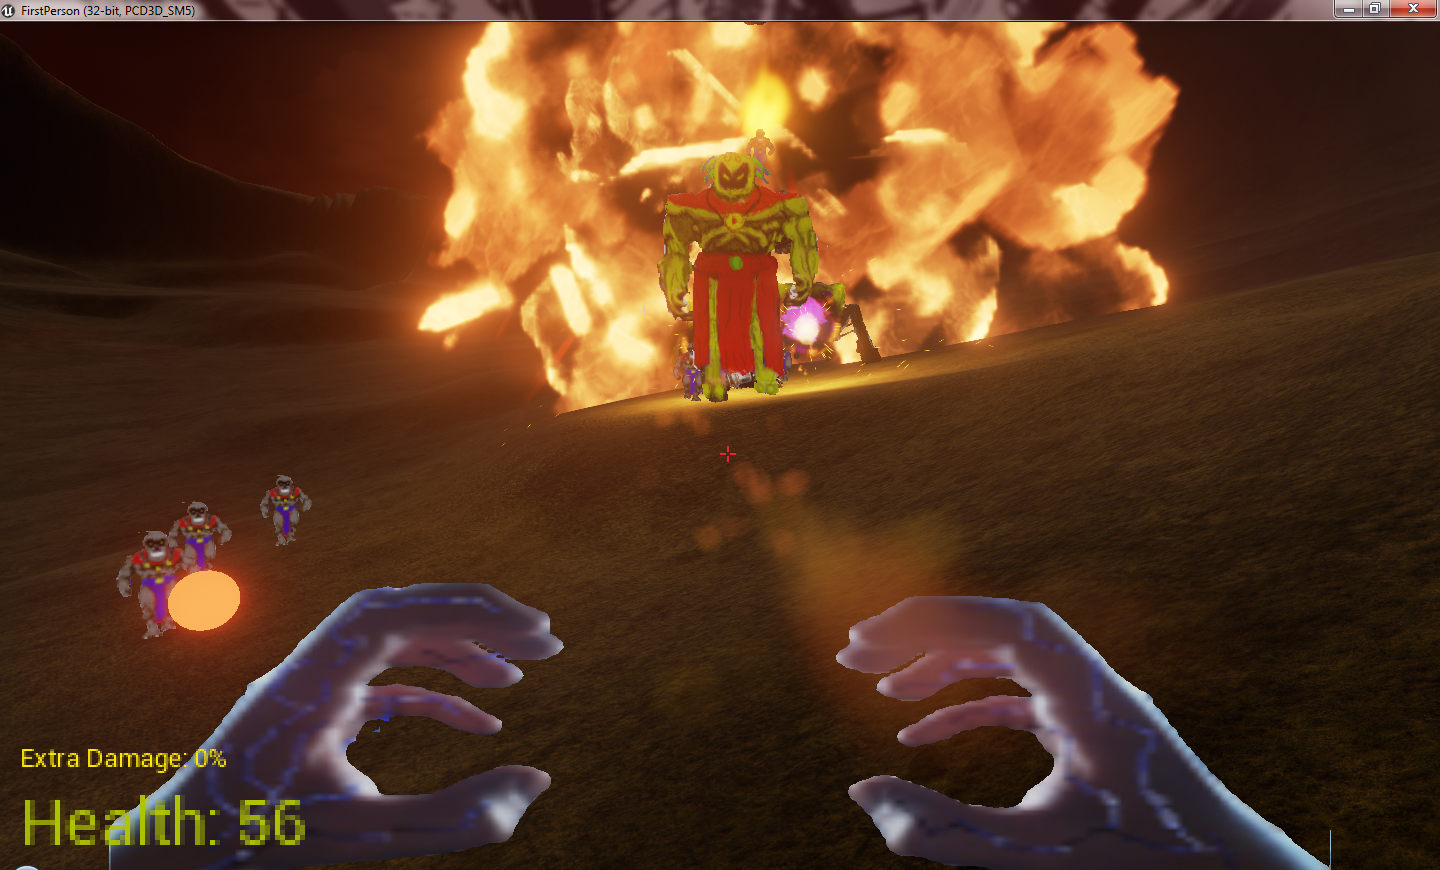 FirstPerson (32-bit, PCD3D_SM5)
Extra Damage: 0%
Health: 56